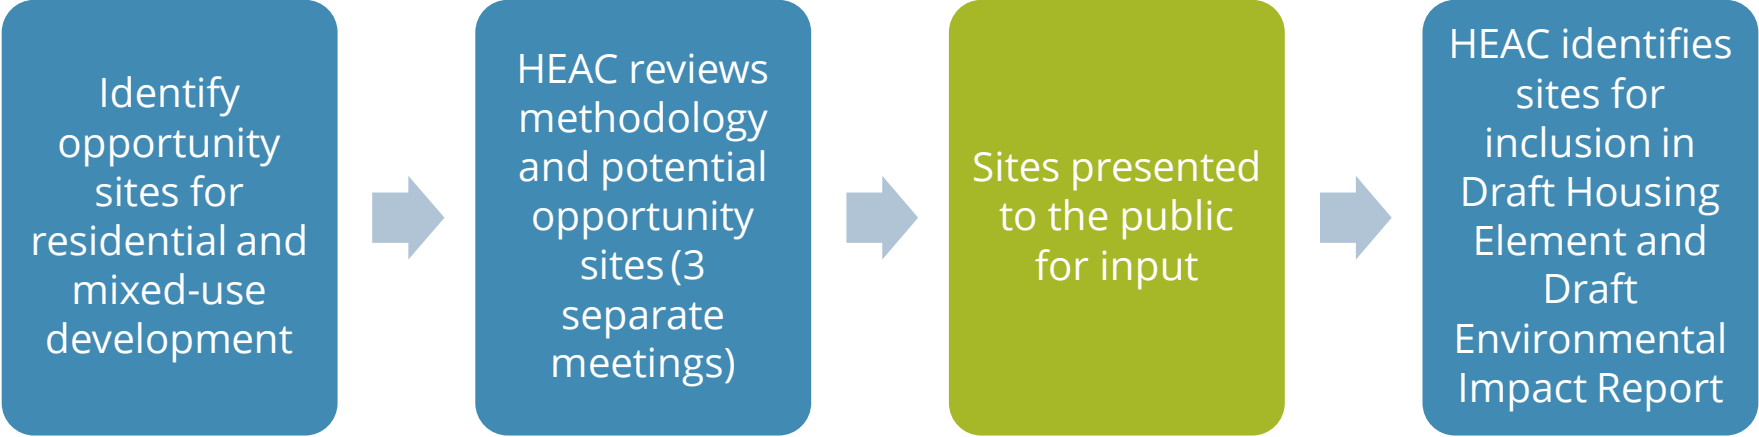 Identify
opportunity
sites for
residential and
mixed-use
development
HEAC reviews
methodology
and potential
opportunity
sites (3
separate
meetings)
Sites presented
to the public
for input
HEAC identifies
sites for
inclusion in
Draft Housing
Element and
Draft
Environmental
Impact Report